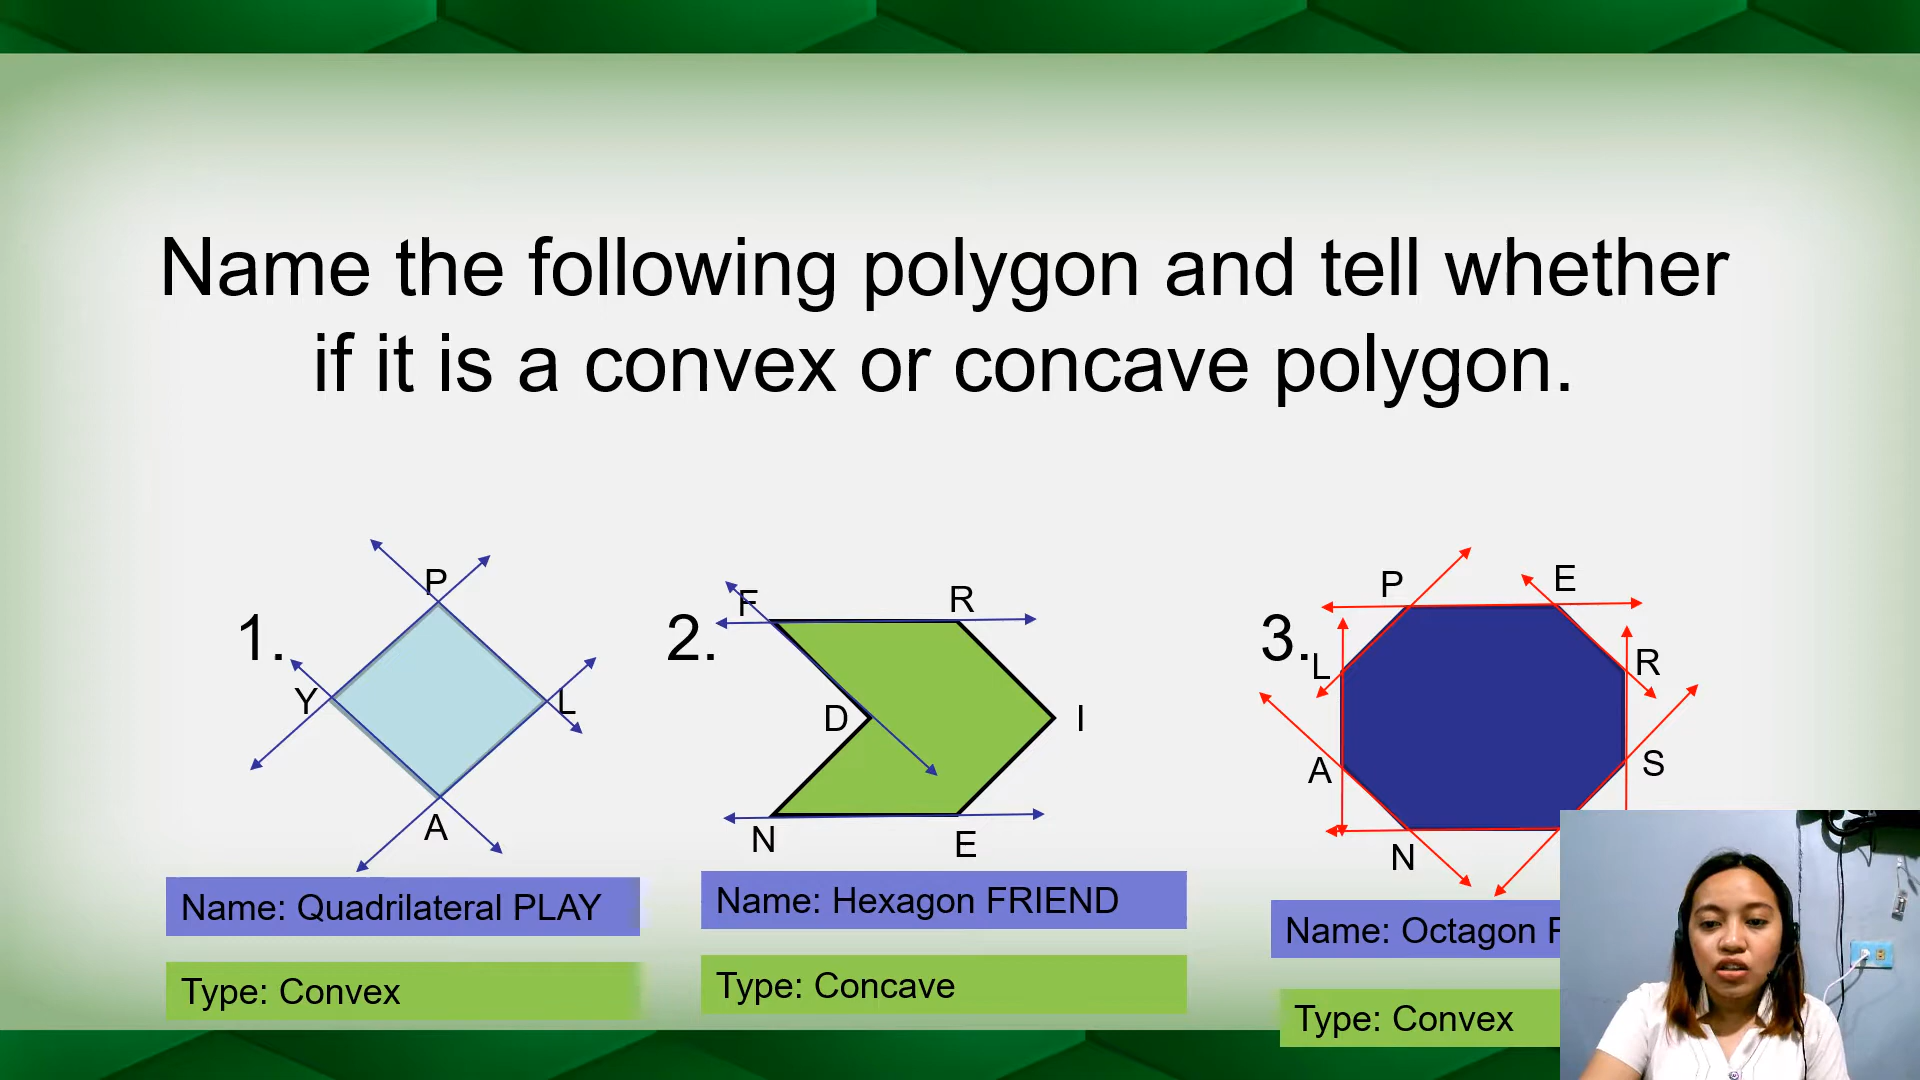 Name the following polygon and tell whether
if it is a convex or concave polygon.
1.
P
Y
L
A
Name: Quadrilateral PLAY
Type: Convex
2.
F
R
D
I
N
E
Name: Hexagon FRIEND
Type: Concave
3.
P
E
L
R
A
S
N
Name: Octagon
Type: Convex